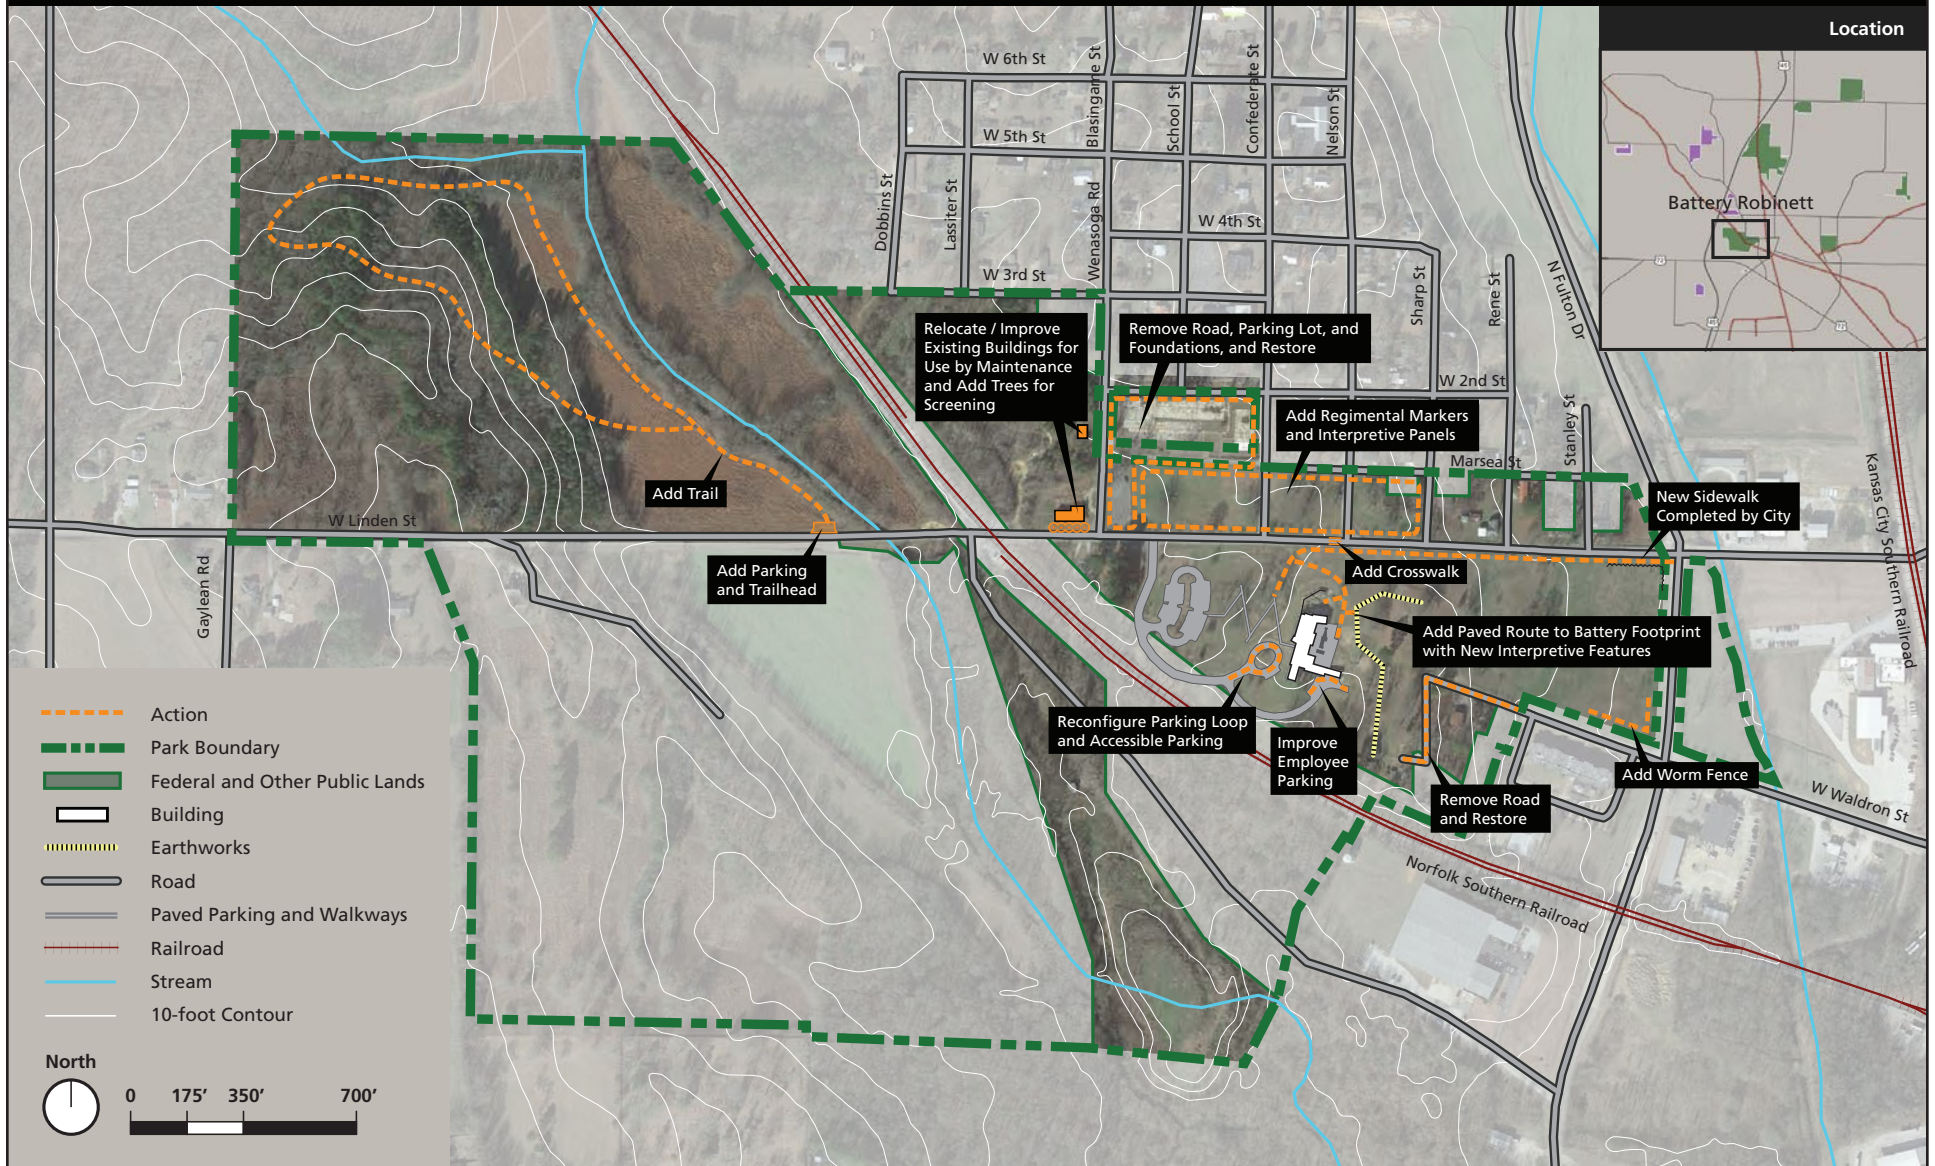 Location
Battery Robinett
45
72
45
72
W 6th St
W 5th St
W 4th St
W 3rd St
W 2nd St
Marsea St
W Linden St
Dobbins St
Lassiter St
Blasingame St
Wenasoga Rd
School St
Confederate St
Nelson St
Sharp St
Rene St
Stanley St
N Fulton Dr
Gaylean Rd
W Waldron St
Kansas City Southern Railroad
Norfolk Southern Railroad
Relocate / Improve
Existing Buildings for
Use by Maintenance
and Add Trees for
Screening
Remove Road, Parking Lot, and
Foundations, and Restore
Add Regimental Markers
and Interpretive Panels
New Sidewalk
Completed by City
Add Trail
Add Parking
and Trailhead
Add Crosswalk
Add Paved Route to Battery Footprint
with New Interpretive Features
Reconfigure Parking Loop
and Accessible Parking
Improve
Employee
Parking
Remove Road
and Restore
Add Worm Fence
Action
Park Boundary
Federal and Other Public Lands
Building
Earthworks
Road
Paved Parking and Walkways
Railroad
Stream
10-foot Contour
North
0 175′ 350′ 700′